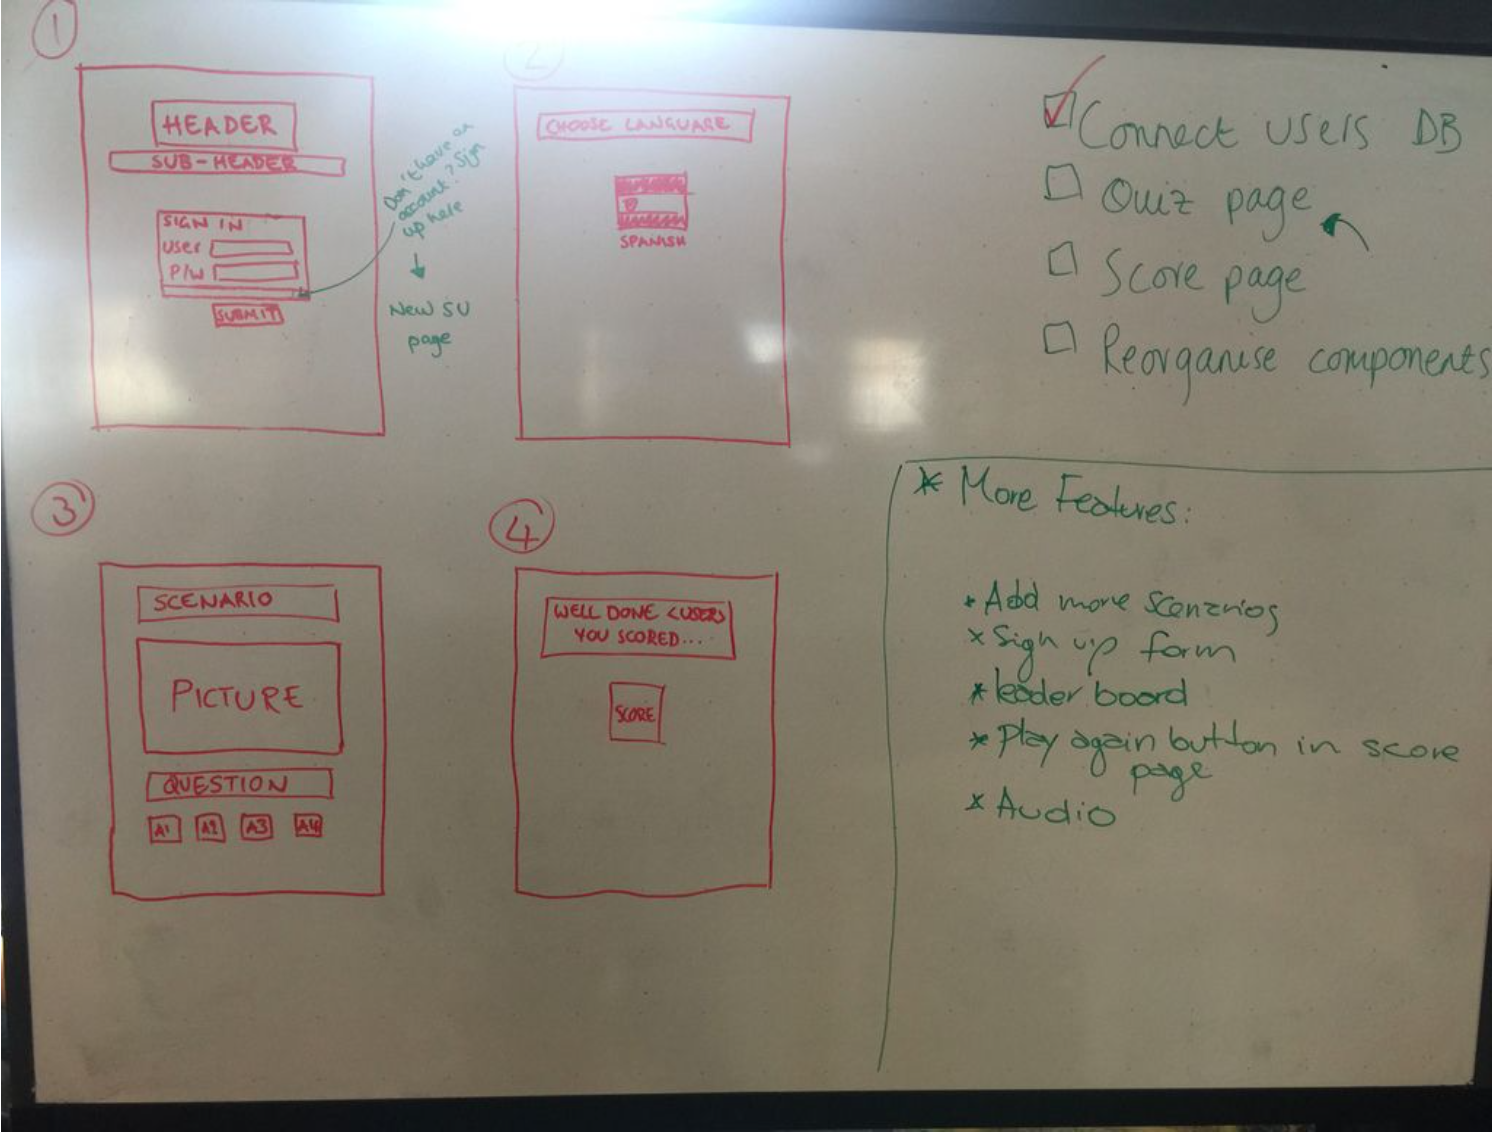 1
HEADER
SUB-HEADER
SIGN IN
User
P/W
SUBMIT
Don't have an
account? Sign
up here
New SU
page
2
CHOOSE LANGUAGE
SPANISH
3
SCENARIO
PICTURE
QUESTION
A1 A2 A3 A4
4
WELL DONE <USER>
YOU SCORED...
SCORE
Connect users DB
Quiz page
Score page
Reorganise components
* More Features:
* Add more scenarios
* Sign up form
* leader board
* Play again button in score
page
* Audio